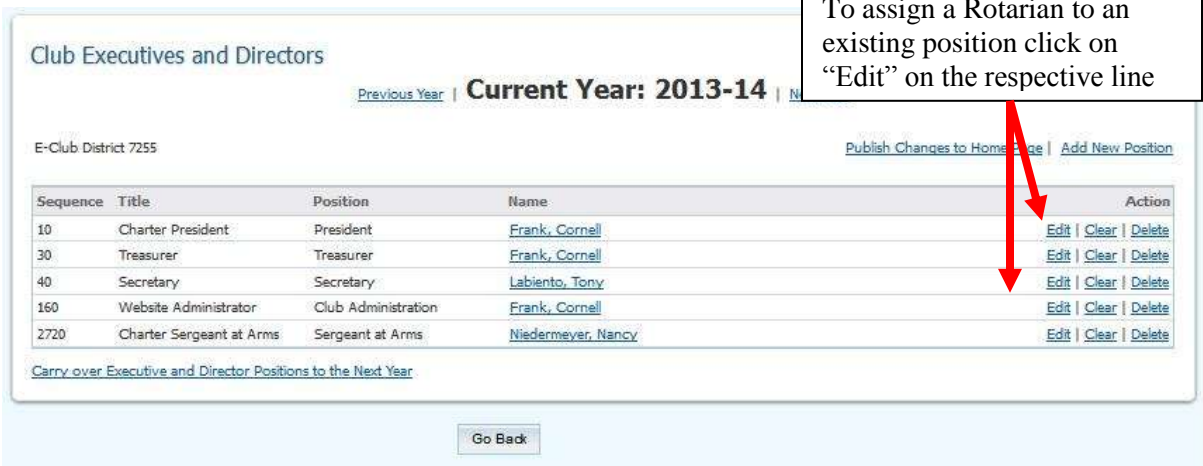 To assign a Rotarian to an
existing position click on
“Edit” on the respective line
Club Executives and Directors
Previous Year | Current Year: 2013-14 |
E-Club District 7255
Publish Changes to Home | Add New Position
Sequence Title Position Name Action
10 Charter President President Frank, Cornell Edit | Clear | Delete
30 Treasurer Treasurer Frank, Cornell Edit | Clear | Delete
40 Secretary Secretary Labiento, Tony Edit | Clear | Delete
160 Website Administrator Club Administration Frank, Cornell Edit | Clear | Delete
2720 Charter Sergeant at Arms Sergeant at Arms Niedermeyer, Nancy Edit | Clear | Delete
Carry over Executive and Director Positions to the Next Year
Go Back